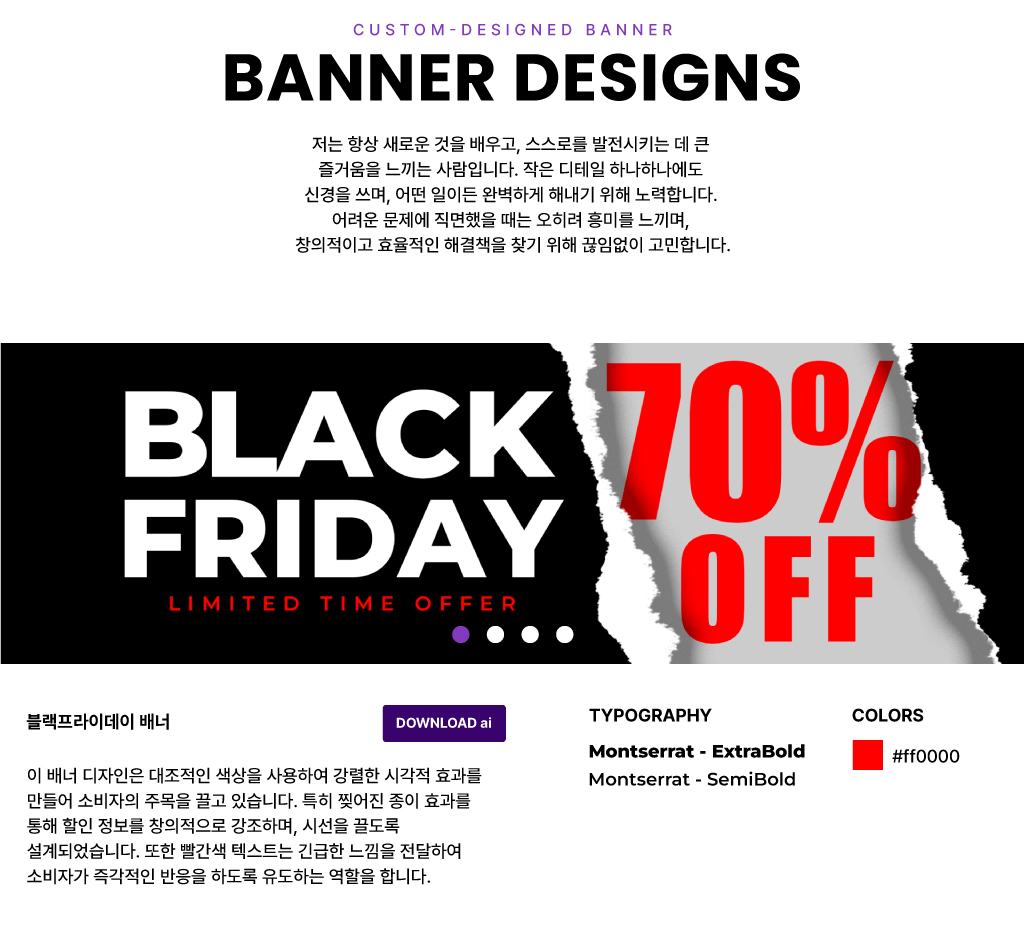 CUSTOM-DESIGNED BANNER
BANNER DESIGNS
저는 항상 새로운 것을 배우고, 스스로를 발전시키는 데 큰
즐거움을 느끼는 사람입니다. 작은 디테일 하나하나에도
신경을 쓰며, 어떤 일이든 완벽하게 해내기 위해 노력합니다.
어려운 문제에 직면했을 때는 오히려 흥미를 느끼며,
창의적이고 효율적인 해결책을 찾기 위해 끊임없이 고민합니다.
BLACK
FRIDAY
LIMITED TIME OFFER
70%
OFF
블랙프라이데이 배너
DOWNLOAD ai
이 배너 디자인은 대조적인 색상을 사용하여 강렬한 시각적 효과를
만들어 소비자의 주목을 끌고 있습니다. 특히 찢어진 종이 효과를
통해 할인 정보를 창의적으로 강조하며, 시선을 끌도록
설계되었습니다. 또한 빨간색 텍스트는 긴급한 느낌을 전달하여
소비자가 즉각적인 반응을 하도록 유도하는 역할을 합니다.
TYPOGRAPHY
Montserrat - ExtraBold
Montserrat - SemiBold
COLORS
#ff0000